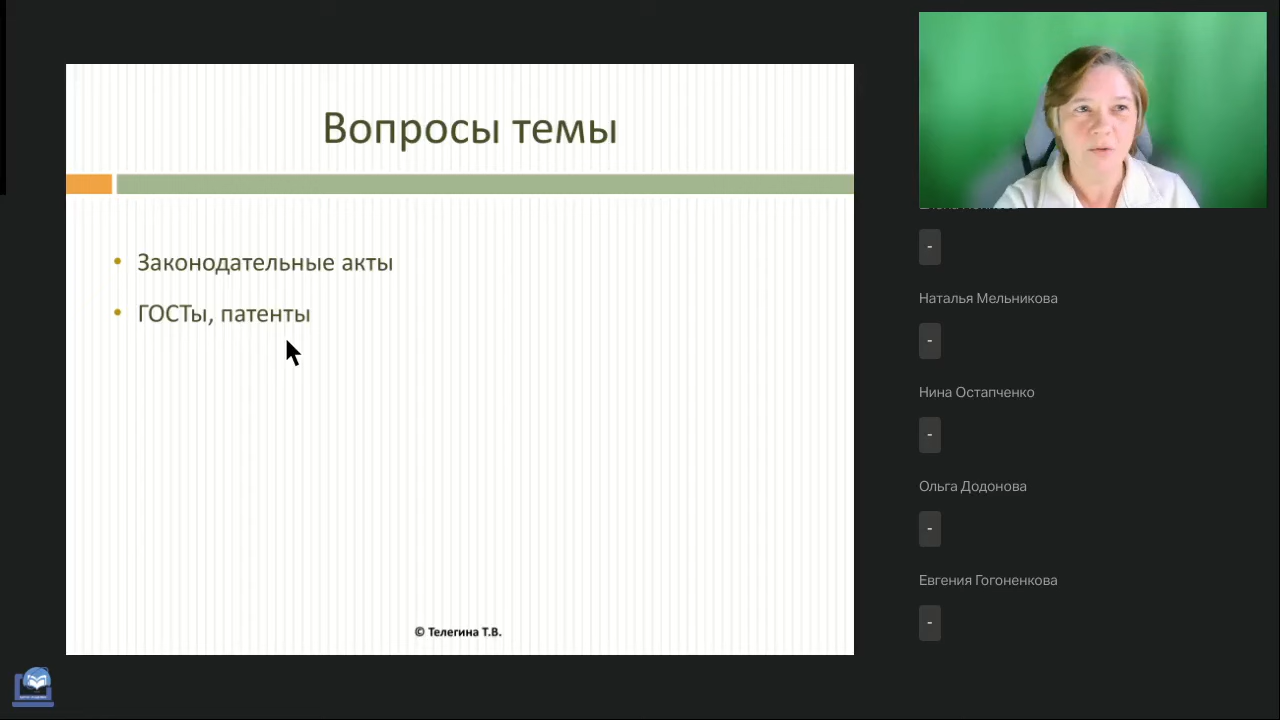 Вопросы темы
• Законодательные акты
• ГОСТы, патенты
© Телегина Т.В.
-
Наталья Мельникова
-
Нина Остапченко
-
Ольга Додонова
-
Евгения Гогоненкова
-